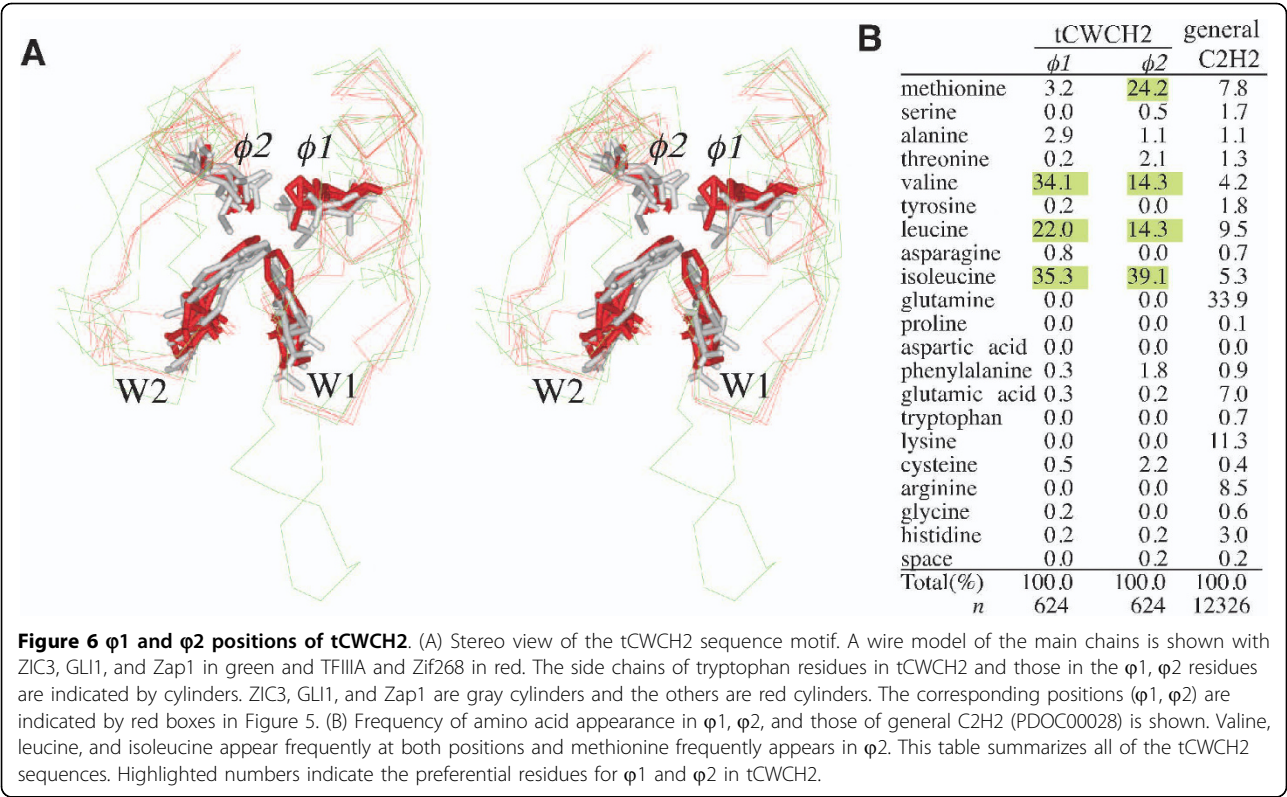 A
ϕ2 ϕ1
W2 W1
ϕ2 ϕ1
W2 W1
B
tCWCH2 general
ϕ1 ϕ2 C2H2
methionine 3.2 24.2 7.8
serine 0.0 0.5 1.7
alanine 2.9 1.1 1.1
threonine 0.2 2.1 1.3
valine 34.1 14.3 4.2
tyrosine 0.2 0.0 1.8
leucine 22.0 14.3 9.5
asparagine 0.8 0.0 0.7
isoleucine 35.3 39.1 5.3
glutamine 0.0 0.0 33.9
proline 0.0 0.0 0.1
aspartic acid 0.0 0.0 0.0
phenylalanine 0.3 1.8 0.9
glutamic acid 0.3 0.2 7.0
tryptophan 0.0 0.0 0.7
lysine 0.0 0.0 11.3
cysteine 0.5 2.2 0.4
arginine 0.0 0.0 8.5
glycine 0.2 0.0 0.6
histidine 0.2 0.2 3.0
space 0.0 0.2 0.2
Total(%) 100.0 100.0 100.0
n 624 624 12326
Figure 6 φ1 and φ2 positions of tCWCH2. (A) Stereo view of the tCWCH2 sequence motif. A wire model of the main chains is shown with
ZIC3, GLI1, and Zap1 in green and TFIIIA and Zif268 in red. The side chains of tryptophan residues in tCWCH2 and those in the φ1, φ2 residues
are indicated by cylinders. ZIC3, GLI1, and Zap1 are gray cylinders and the others are red cylinders. The corresponding positions (φ1, φ2) are
indicated by red boxes in Figure 5. (B) Frequency of amino acid appearance in φ1, φ2, and those of general C2H2 (PDOC00028) is shown. Valine,
leucine, and isoleucine appear frequently at both positions and methionine frequently appears in φ2. This table summarizes all of the tCWCH2
sequences. Highlighted numbers indicate the preferential residues for φ1 and φ2 in tCWCH2.